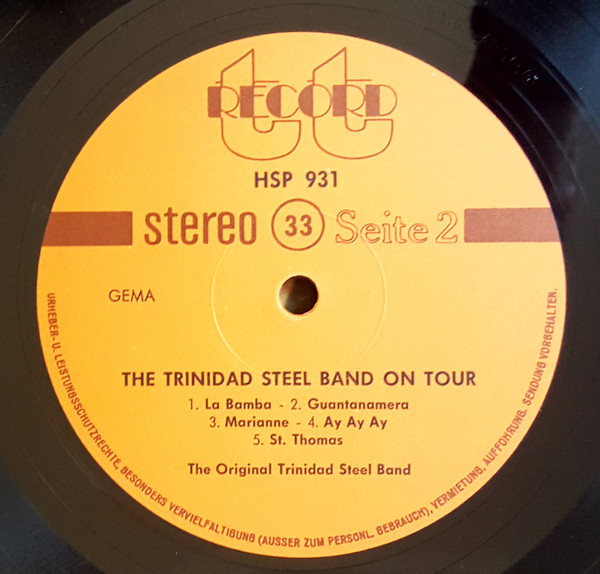 tt
RECORD
HSP 931
stereo 33 Seite 2
GEMA
THE TRINIDAD STEEL BAND ON TOUR
1. La Bamba - 2. Guantanamera
3. Marianne - 4. Ay Ay Ay
5. St. Thomas
The Original Trinidad Steel Band
URHEBER- U. LEISTUNGSSCHUTZRECHTE, BESONDERS VERVIELFÄLTIGUNG (AUSSER ZUM PERSONL. GEBRAUCH), VERMIETUNG, AUFFÜHRUNG, SENDUNG VORBEHALTEN.